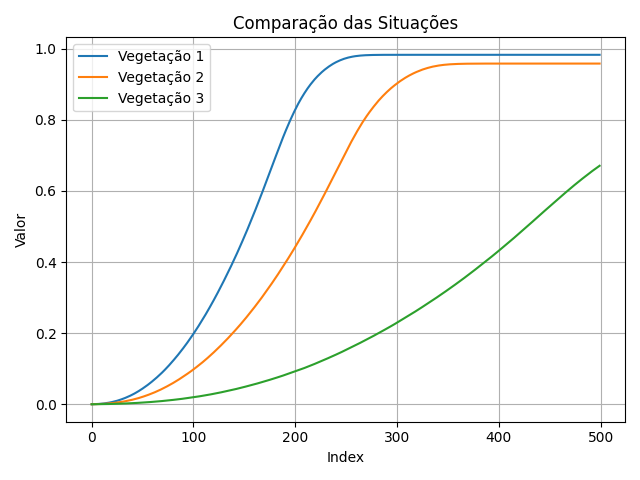 Comparação das Situações
Vegetação 1
Vegetação 2
Vegetação 3
Valor
1.0
0.8
0.6
0.4
0.2
0.0
0 100 200 300 400 500
Index